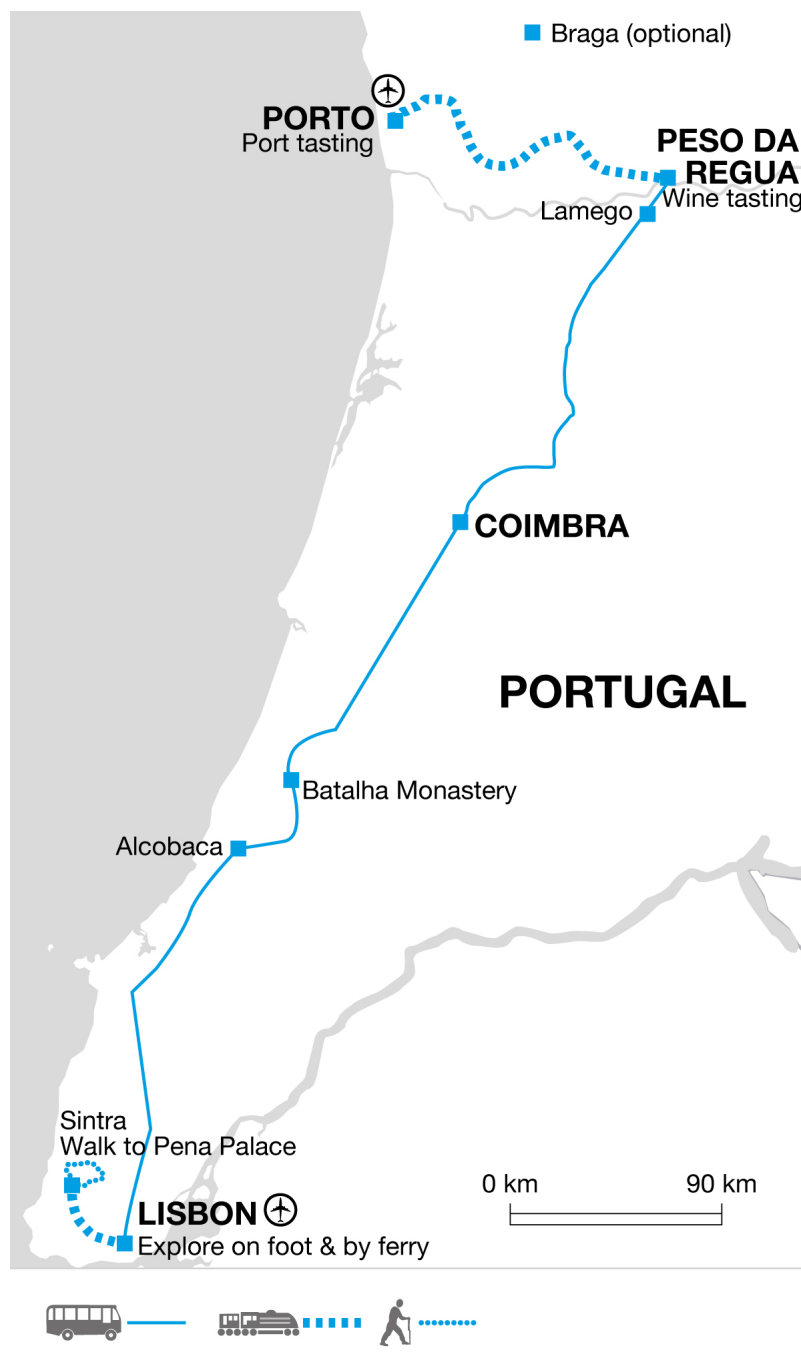 Braga (optional)
PORTO
Port tasting
PESO DA
REGUA
Wine tasting
Lamego
COIMBRA
PORTUGAL
Batalha Monastery
Alcobaca
Sintra
Walk to Pena Palace
0 km
90 km
LISBON
Explore on foot & by ferry